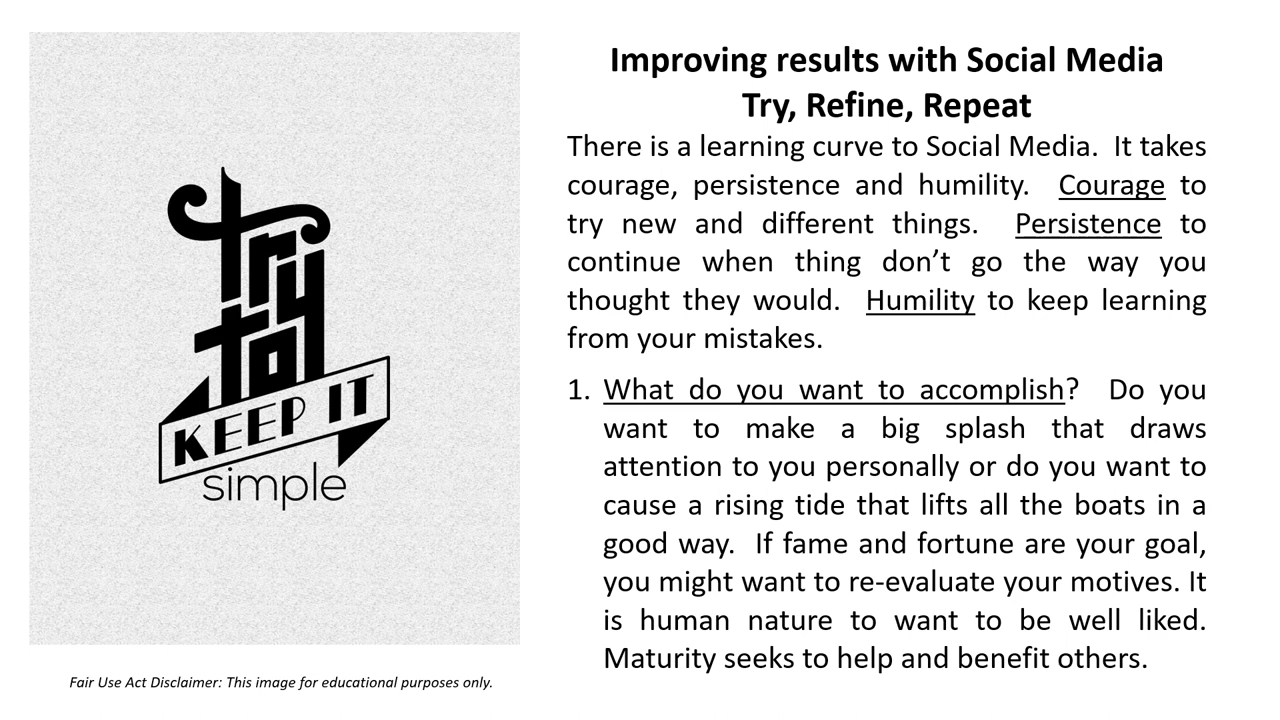 try
to
KEEP IT
simple
Fair Use Act Disclaimer: This image for educational purposes only.
Improving results with Social Media
Try, Refine, Repeat
There is a learning curve to Social Media.  It takes
courage, persistence and humility.  Courage to
try new and different things.  Persistence to
continue when thing don’t go the way you
thought they would.  Humility to keep learning
from your mistakes.
1. What do you want to accomplish?  Do you
want to make a big splash that draws
attention to you personally or do you want to
cause a rising tide that lifts all the boats in a
good way.  If fame and fortune are your goal,
you might want to re-evaluate your motives. It
is human nature to want to be well liked.
Maturity seeks to help and benefit others.